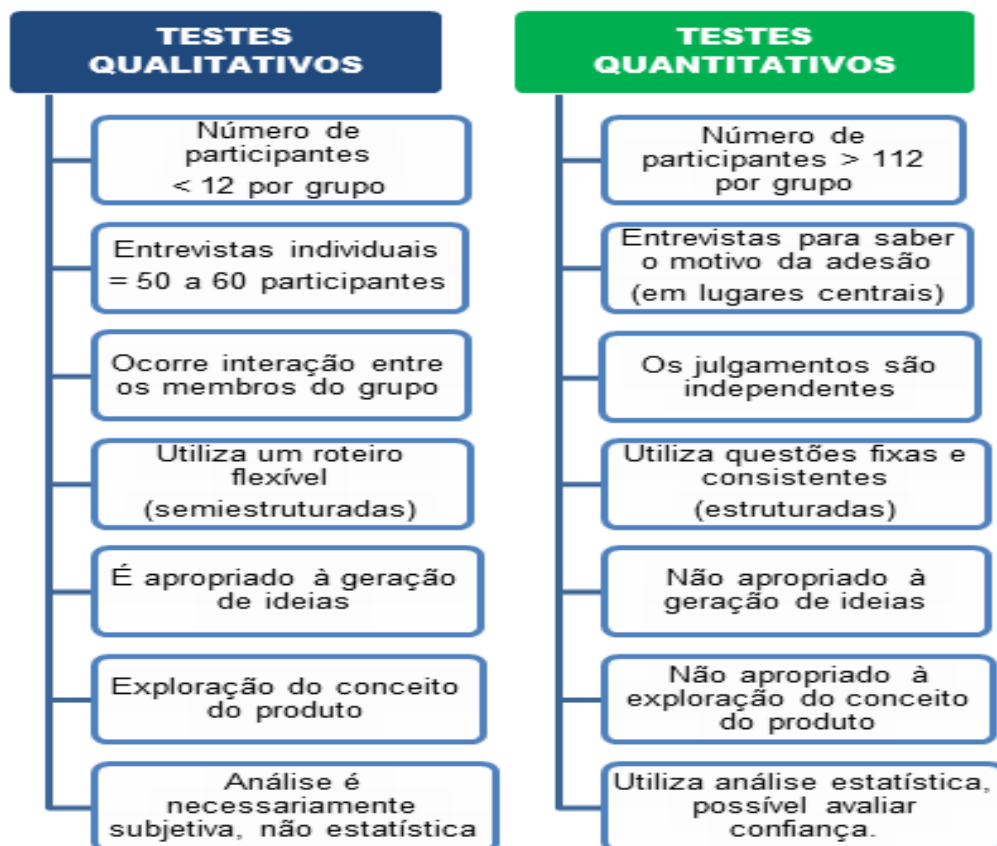 TESTES
QUALITATIVOS
Número de
participantes
< 12 por grupo
Entrevistas individuais
= 50 a 60 participantes
Ocorre interação entre
os membros do grupo
Utiliza um roteiro
flexível
(semiestruturadas)
É apropriado à geração
de ideias
Exploração do conceito
do produto
Análise é
necessariamente
subjetiva, não estatística
TESTES
QUANTITATIVOS
Número de
participantes > 112
por grupo
Entrevistas para saber
o motivo da adesão
(em lugares centrais)
Os julgamentos são
independentes
Utiliza questões fixas e
consistentes
(estruturadas)
Não apropriado à
geração de ideias
Não apropriado à
exploração do conceito
do produto
Utiliza análise estatística,
possível avaliar
confiança.